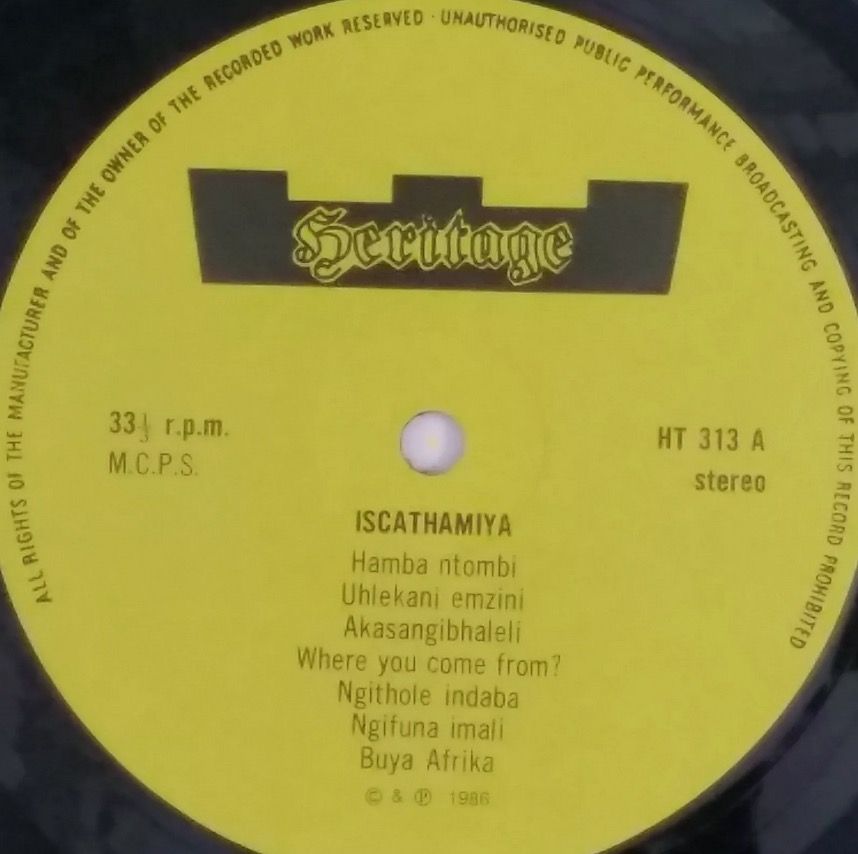 ALL RIGHTS OF THE MANUFACTURER AND OF THE OWNER OF THE RECORDED WORK RESERVED · UNAUTHORISED PUBLIC PERFORMANCE BROADCASTING AND COPYING OF THIS RECORD PROHIBITED
Heritage
33⅓ r.p.m.
M.C.P.S.
HT 313 A
stereo
ISCATHAMIYA
Hamba ntombi
Uhlekani emzini
Akasangibhaleli
Where you come from?
Ngithole indaba
Ngifuna imali
Buya Afrika
© & ℗ 1986